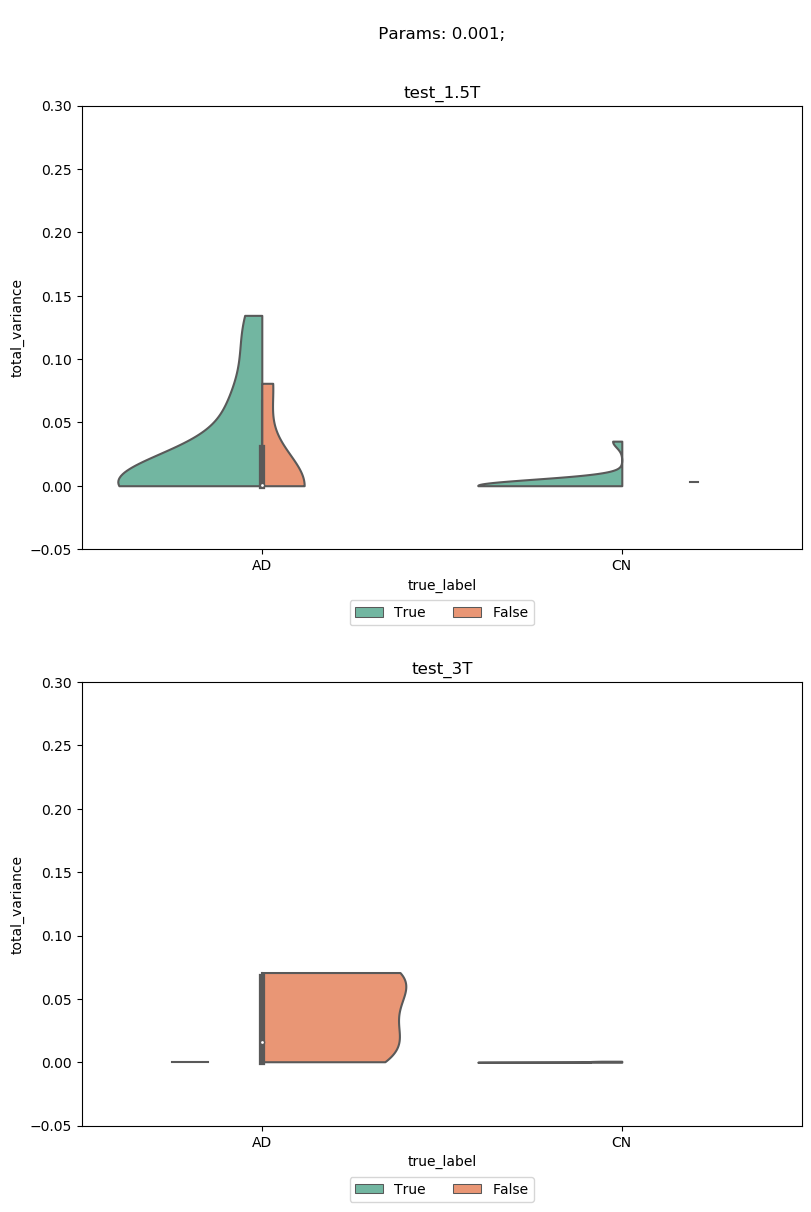 Params: 0.001;
test_1.5T
0.30
0.25
0.20
0.15
0.10
0.05
0.00
−0.05
total_variance
AD CN
true_label
True False
test_3T
0.30
0.25
0.20
0.15
0.10
0.05
0.00
−0.05
total_variance
AD CN
true_label
True False